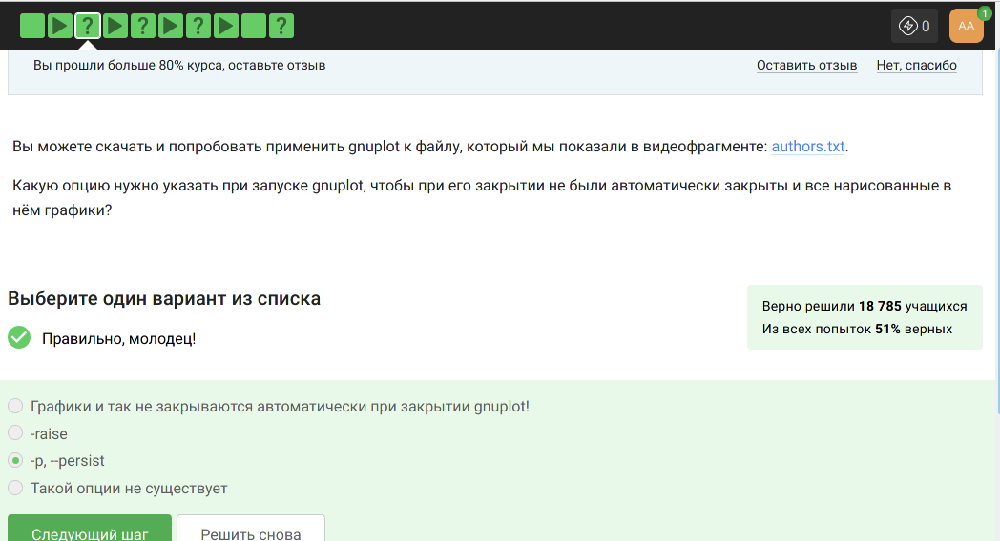 ? ? ? ?
0
AA
1
Вы прошли больше 80% курса, оставьте отзыв
Оставить отзыв Нет, спасибо
Вы можете скачать и попробовать применить gnuplot к файлу, который мы показали в видеофрагменте: authors.txt.
Какую опцию нужно указать при запуске gnuplot, чтобы при его закрытии не были автоматически закрыты и все нарисованные в
нём графики?
Выберите один вариант из списка
Правильно, молодец!
Верно решили 18 785 учащихся
Из всех попыток 51% верных
Графики и так не закрываются автоматически при закрытии gnuplot!
-raise
-p, --persist
Такой опции не существует
Следующий шаг
Решить снова